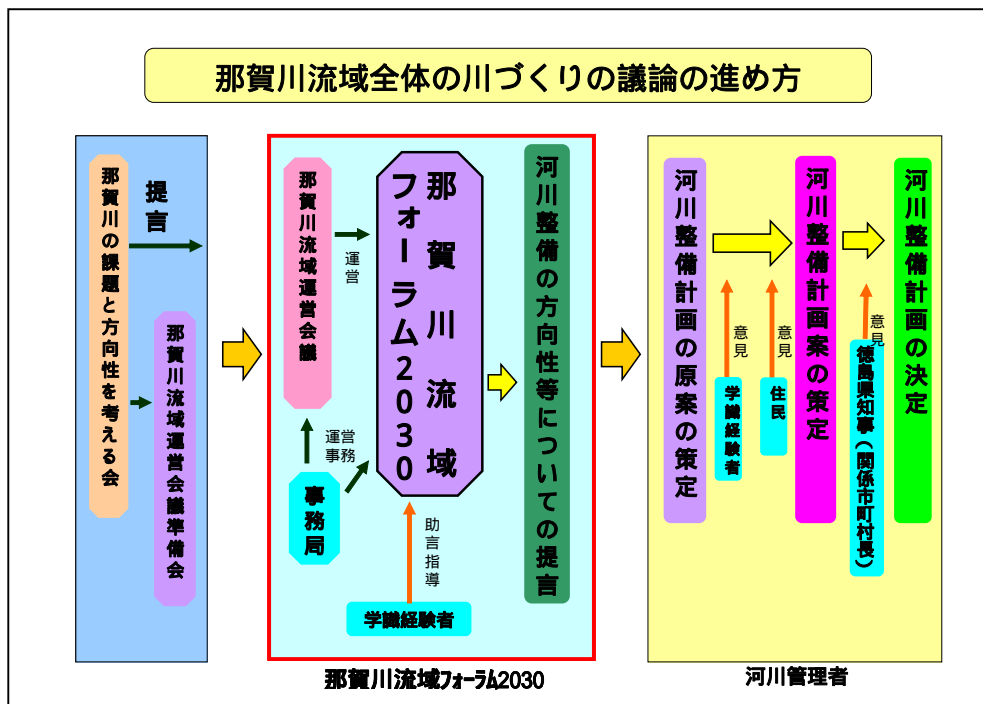 那賀川流域全体の川づくりの議論の進め方
那賀川の課題と方向性を考える会
提言
那賀川流域運営会議準備会
那賀川流域運営会議
運営
運営
事務
事務局
那賀川流域
フォーラム2030
助言指導
学識経験者
河川整備の方向性等についての提言
那賀川流域フォーラム2030
河川整備計画の原案の策定
意見
学識経験者
意見
住民
河川整備計画案の策定
意見
徳島県知事(関係市町村長)
河川整備計画の決定
河川管理者